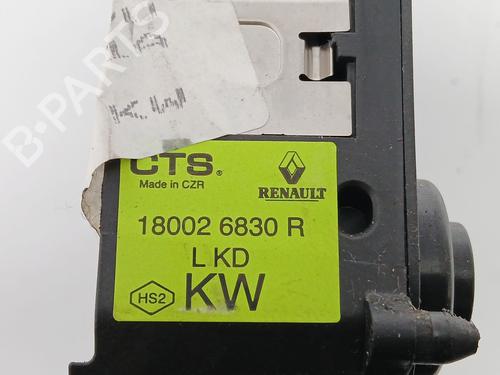 B-PARTS
CTS®
Made in CZR
RENAULT
18002 6830 R
L KD
HS2
KW